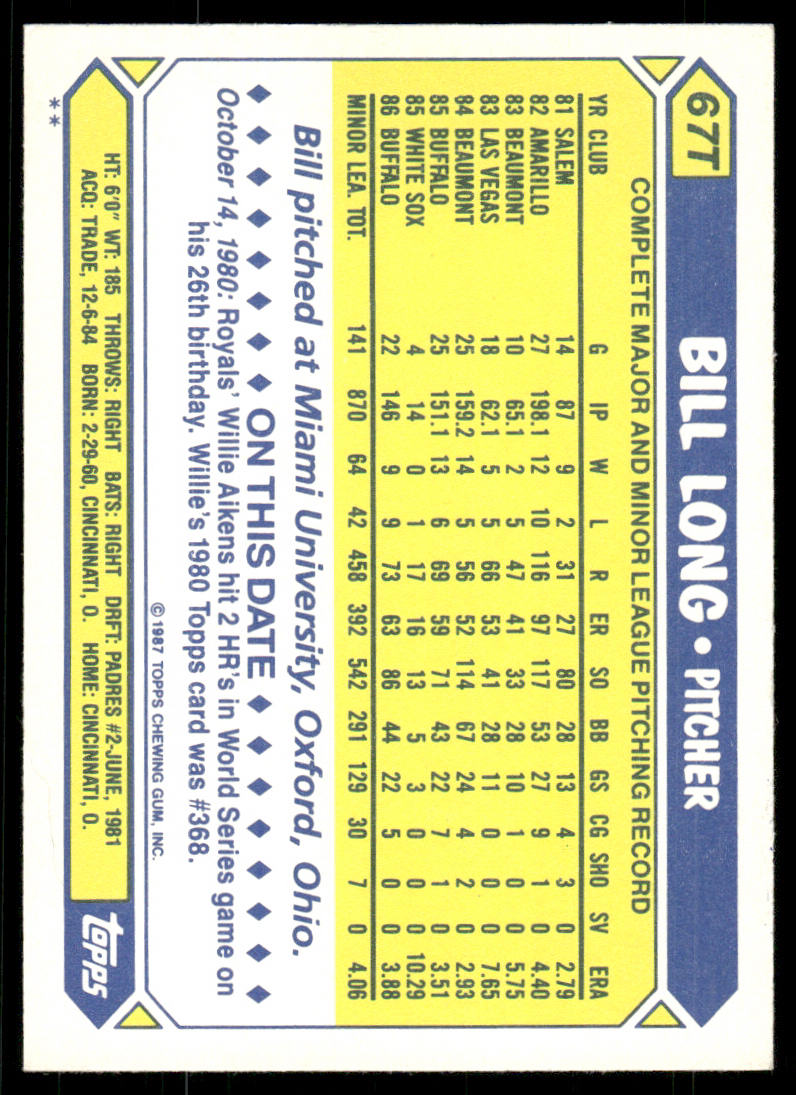 67T
BILL LONG • PITCHER
COMPLETE MAJOR AND MINOR LEAGUE PITCHING RECORD
YR CLUB G IP W L R ER SO BB GS CG SHO SV ERA
81 SALEM 14 87 9 2 31 27 80 28 13 4 3 0 2.79
82 AMARILLO 27 198.1 12 10 116 97 117 53 27 9 1 0 4.40
83 BEAUMONT 10 65.1 2 5 47 41 33 28 10 1 0 0 5.75
83 LAS VEGAS 18 62.1 5 5 66 53 41 28 11 0 0 0 7.65
84 BEAUMONT 25 159.2 14 5 56 52 114 67 24 4 2 0 2.93
85 BUFFALO 25 151.1 13 6 69 59 71 43 22 7 1 0 3.51
85 WHITE SOX 4 14 0 1 17 16 13 5 3 0 0 0 10.29
86 BUFFALO 22 146 9 9 73 63 86 44 22 5 0 0 3.88
MINOR LEA. TOT. 141 870 64 42 458 392 542 291 129 30 7 0 4.06
Bill pitched at Miami University, Oxford, Ohio.
◆ ◆ ◆ ◆ ◆ ◆ ON THIS DATE ◆ ◆ ◆ ◆ ◆ ◆ ◆
October 14, 1980: Royals' Willie Aikens hit 2 HR's in World Series game on
his 26th birthday. Willie's 1980 Topps card was #368.
©1987 TOPPS CHEWING GUM, INC.
HT: 6'0" WT: 185 THROWS: RIGHT BATS: RIGHT DRFT: PADRES #2-JUNE, 1981
ACQ: TRADE, 12-6-84 BORN: 2-29-60, CINCINNATI, O. HOME: CINCINNATI, O.
topps
**